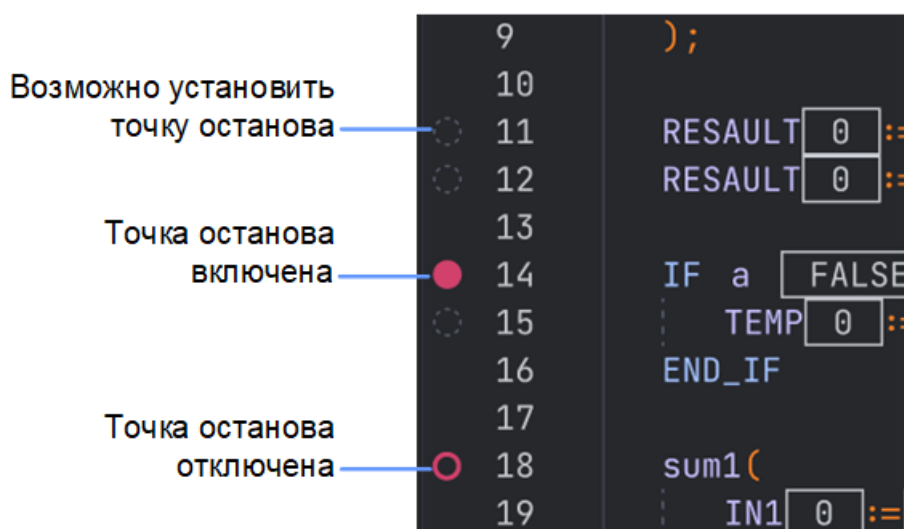 9 );
10
Возможно установить
точку останова
11 RESAULT 0 :=
12 RESAULT 0 :=
13
Точка останова
включена
14 IF a FALSE
15 TEMP 0 :=
16 END_IF
17
Точка останова
отключена
18 sum1(
19 IN1 0 :=